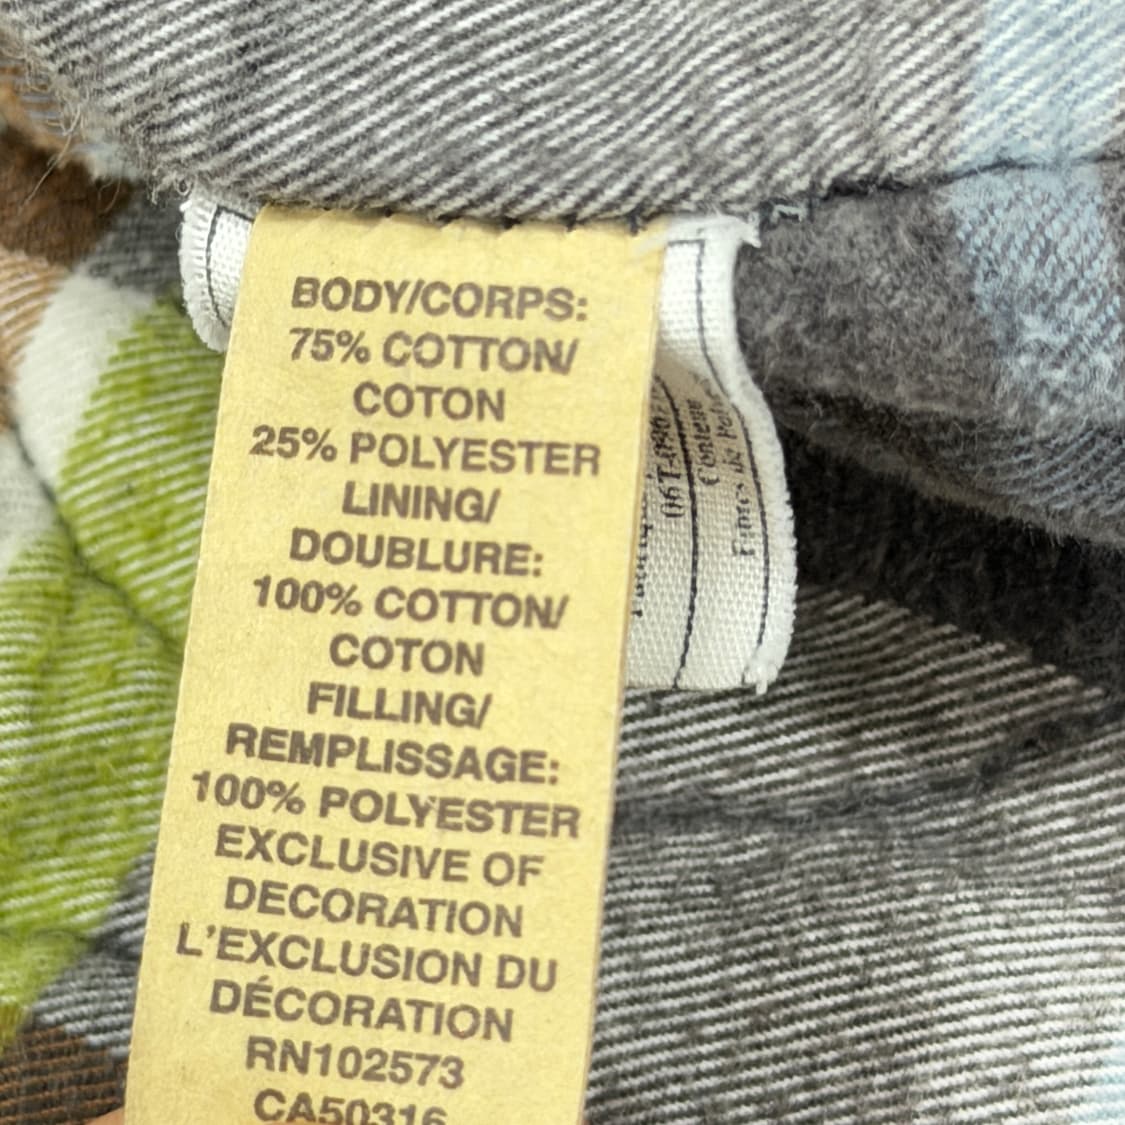 BODY/CORPS:
75% COTTON/
COTON
25% POLYESTER
LINING/
DOUBLURE:
100% COTTON/
COTON
FILLING/
REMPLISSAGE:
100% POLYESTER
EXCLUSIVE OF
DECORATION
L'EXCLUSION DU
DÉCORATION
RN102573
CA50316
Contenu